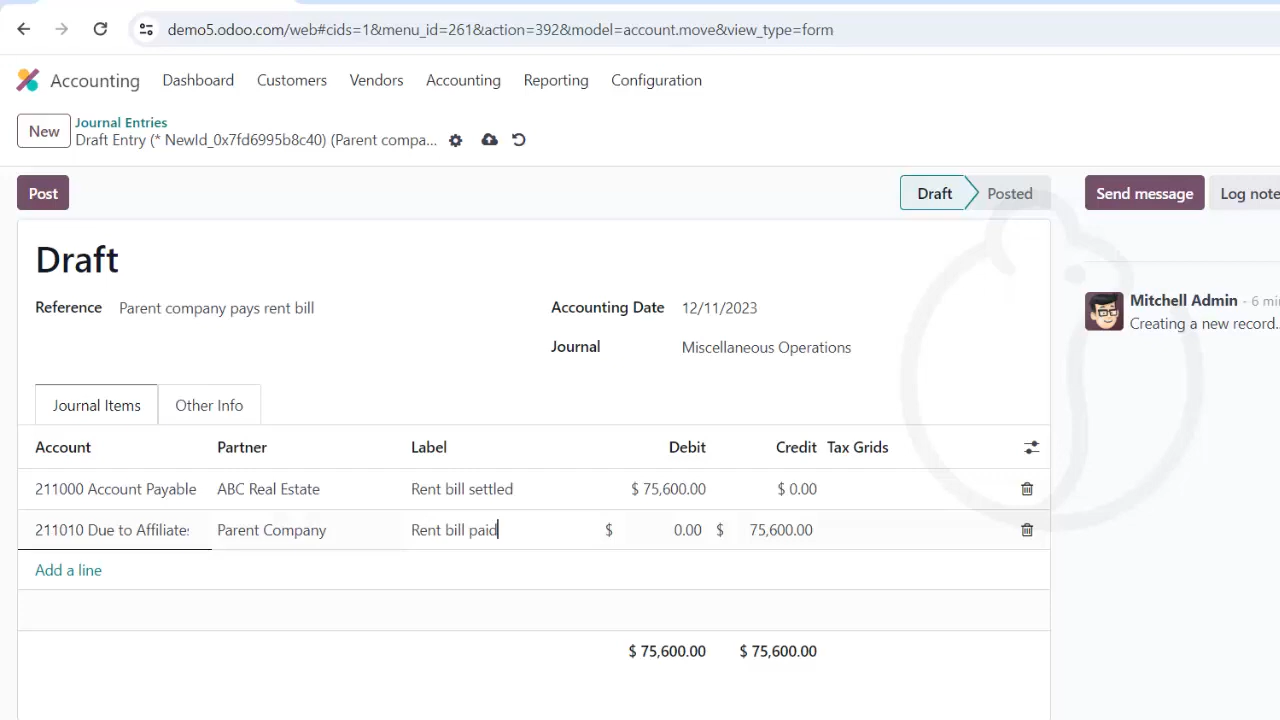 demo5.odoo.com/web#cids=1&menu_id=261&action=392&model=account.move&view_type=form
Accounting Dashboard Customers Vendors Accounting Reporting Configuration
New
Journal Entries
Draft Entry (* NewId_0x7fd6995b8c40) (Parent compa...
Post
Draft Posted
Send message
Log note
Draft
Reference Parent company pays rent bill
Accounting Date 12/11/2023
Journal Miscellaneous Operations
Mitchell Admin - 6 min
Creating a new record...
Journal Items Other Info
Account Partner Label Debit Credit Tax Grids
211000 Account Payable ABC Real Estate Rent bill settled $ 75,600.00 $ 0.00
211010 Due to Affiliates Parent Company Rent bill paid $ 0.00 $ 75,600.00
Add a line
$ 75,600.00 $ 75,600.00